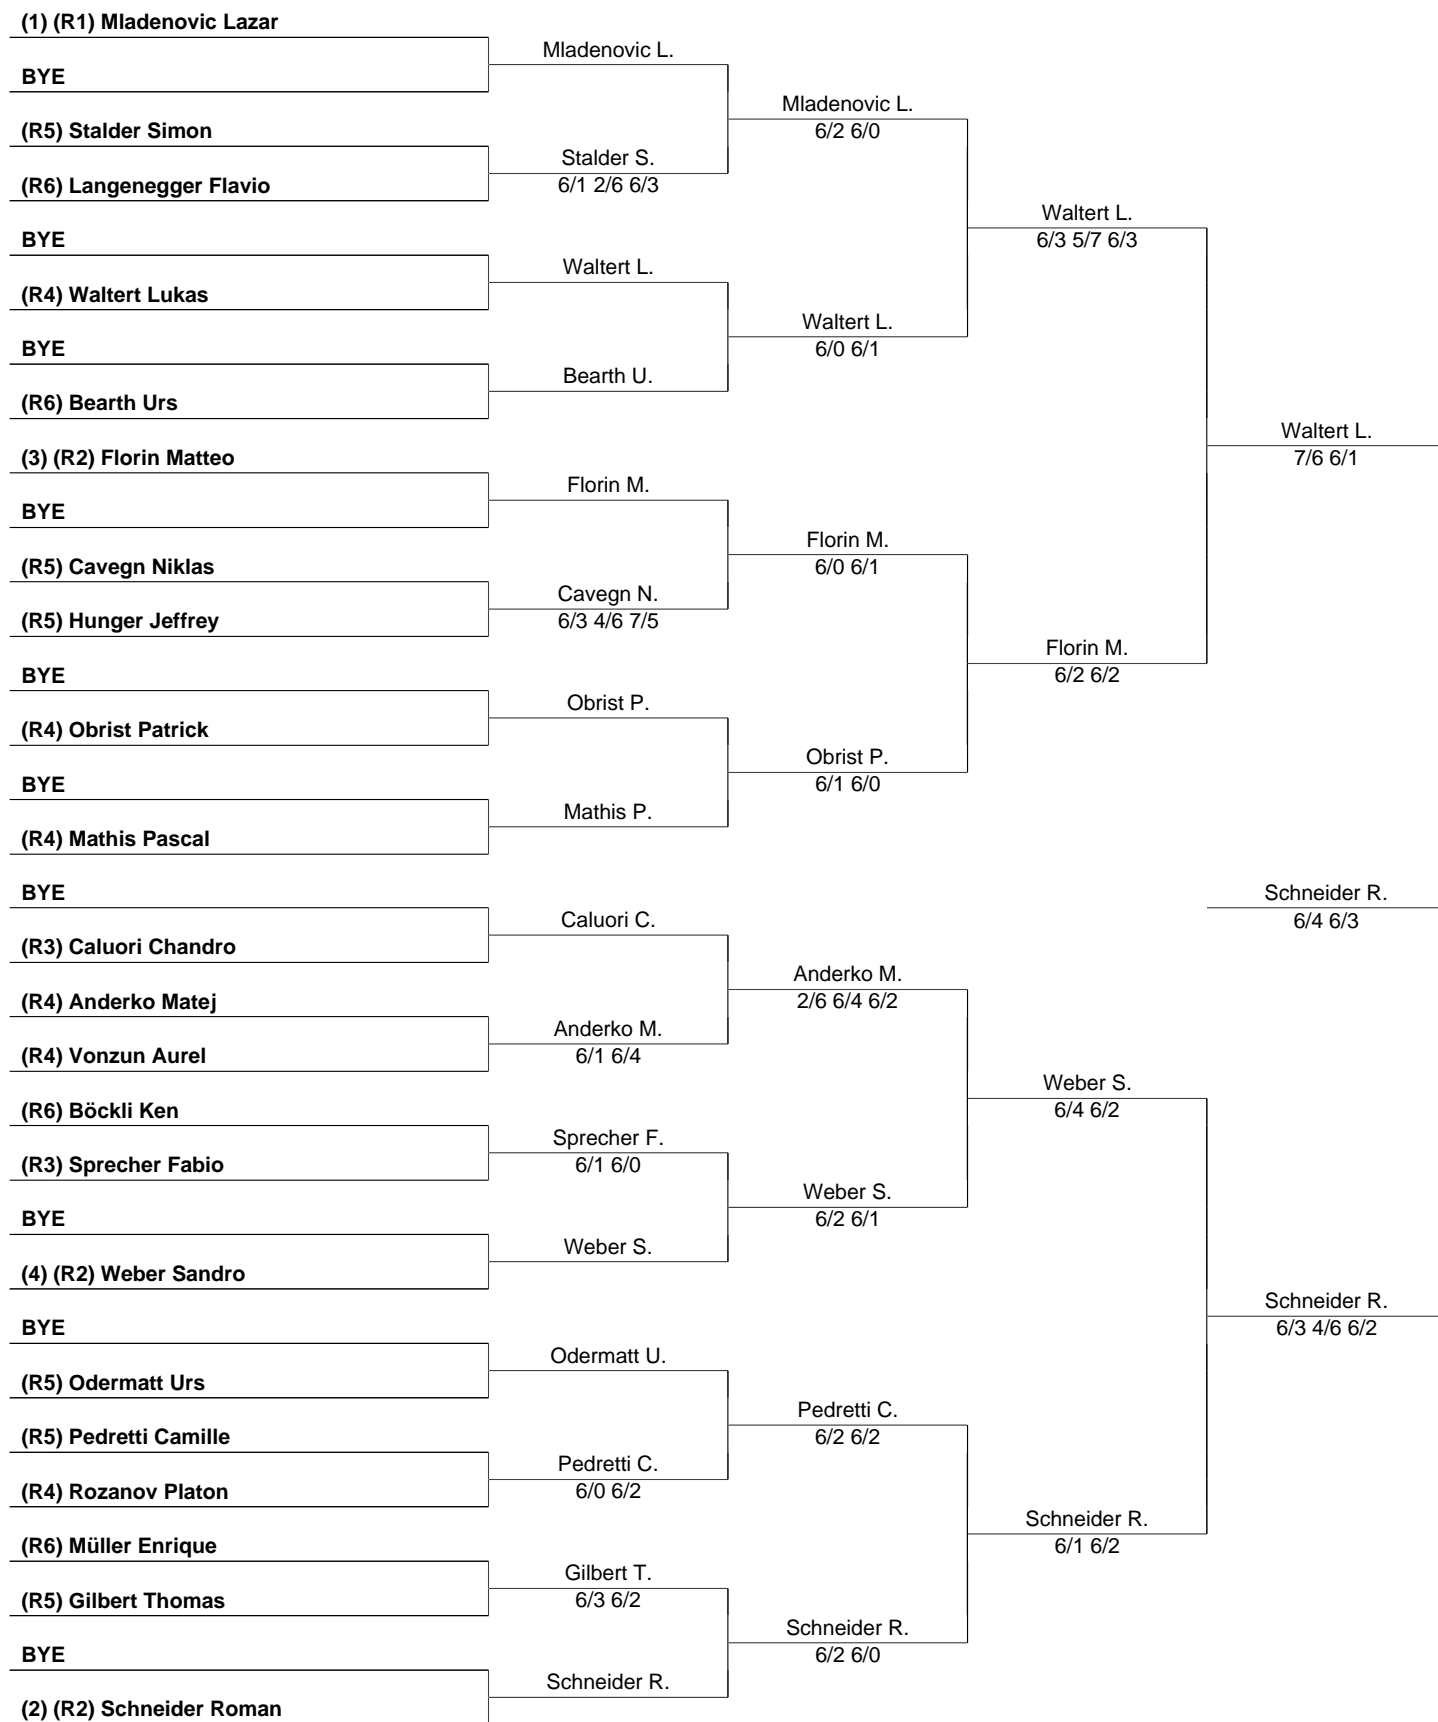 (1) (R1) Mladenovic Lazar
Mladenovic L.
BYE
Mladenovic L.
6/2 6/0
(R5) Stalder Simon
Stalder S.
6/1 2/6 6/3
(R6) Langenegger Flavio
Waltert L.
6/3 5/7 6/3
BYE
Waltert L.
(R4) Waltert Lukas
Waltert L.
6/0 6/1
BYE
Bearth U.
(R6) Bearth Urs
Waltert L.
7/6 6/1
(3) (R2) Florin Matteo
Florin M.
BYE
Florin M.
6/0 6/1
(R5) Cavegn Niklas
Cavegn N.
6/3 4/6 7/5
(R5) Hunger Jeffrey
Florin M.
6/2 6/2
BYE
Obrist P.
(R4) Obrist Patrick
Obrist P.
6/1 6/0
BYE
Mathis P.
(R4) Mathis Pascal
BYE
Schneider R.
6/4 6/3
Caluori C.
(R3) Caluori Chandro
Anderko M.
2/6 6/4 6/2
(R4) Anderko Matej
Anderko M.
6/1 6/4
(R4) Vonzun Aurel
Weber S.
6/4 6/2
(R6) Böckli Ken
Sprecher F.
6/1 6/0
(R3) Sprecher Fabio
Weber S.
6/2 6/1
BYE
Weber S.
(4) (R2) Weber Sandro
Schneider R.
6/3 4/6 6/2
BYE
Odermatt U.
(R5) Odermatt Urs
Pedretti C.
6/2 6/2
(R5) Pedretti Camille
Pedretti C.
6/0 6/2
(R4) Rozanov Platon
Schneider R.
6/1 6/2
(R6) Müller Enrique
Gilbert T.
6/3 6/2
(R5) Gilbert Thomas
Schneider R.
6/2 6/0
BYE
Schneider R.
(2) (R2) Schneider Roman